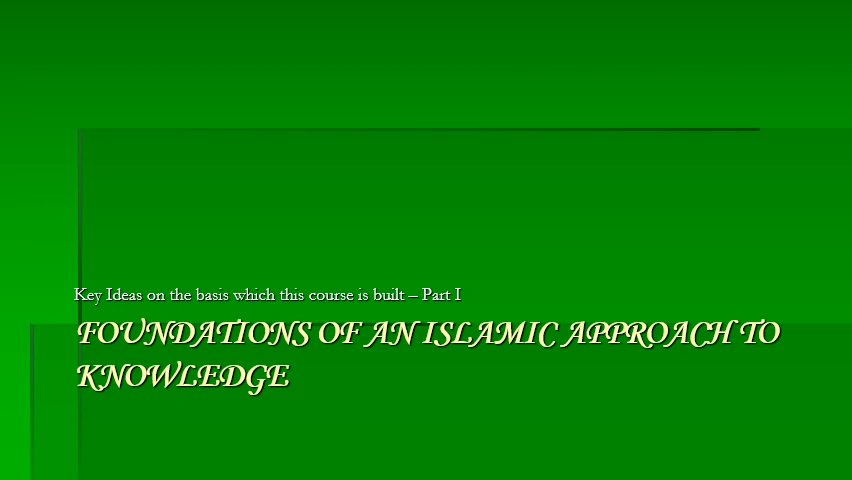 Key Ideas on the basis which this course is built – Part I
FOUNDATIONS OF AN ISLAMIC APPROACH TO
KNOWLEDGE